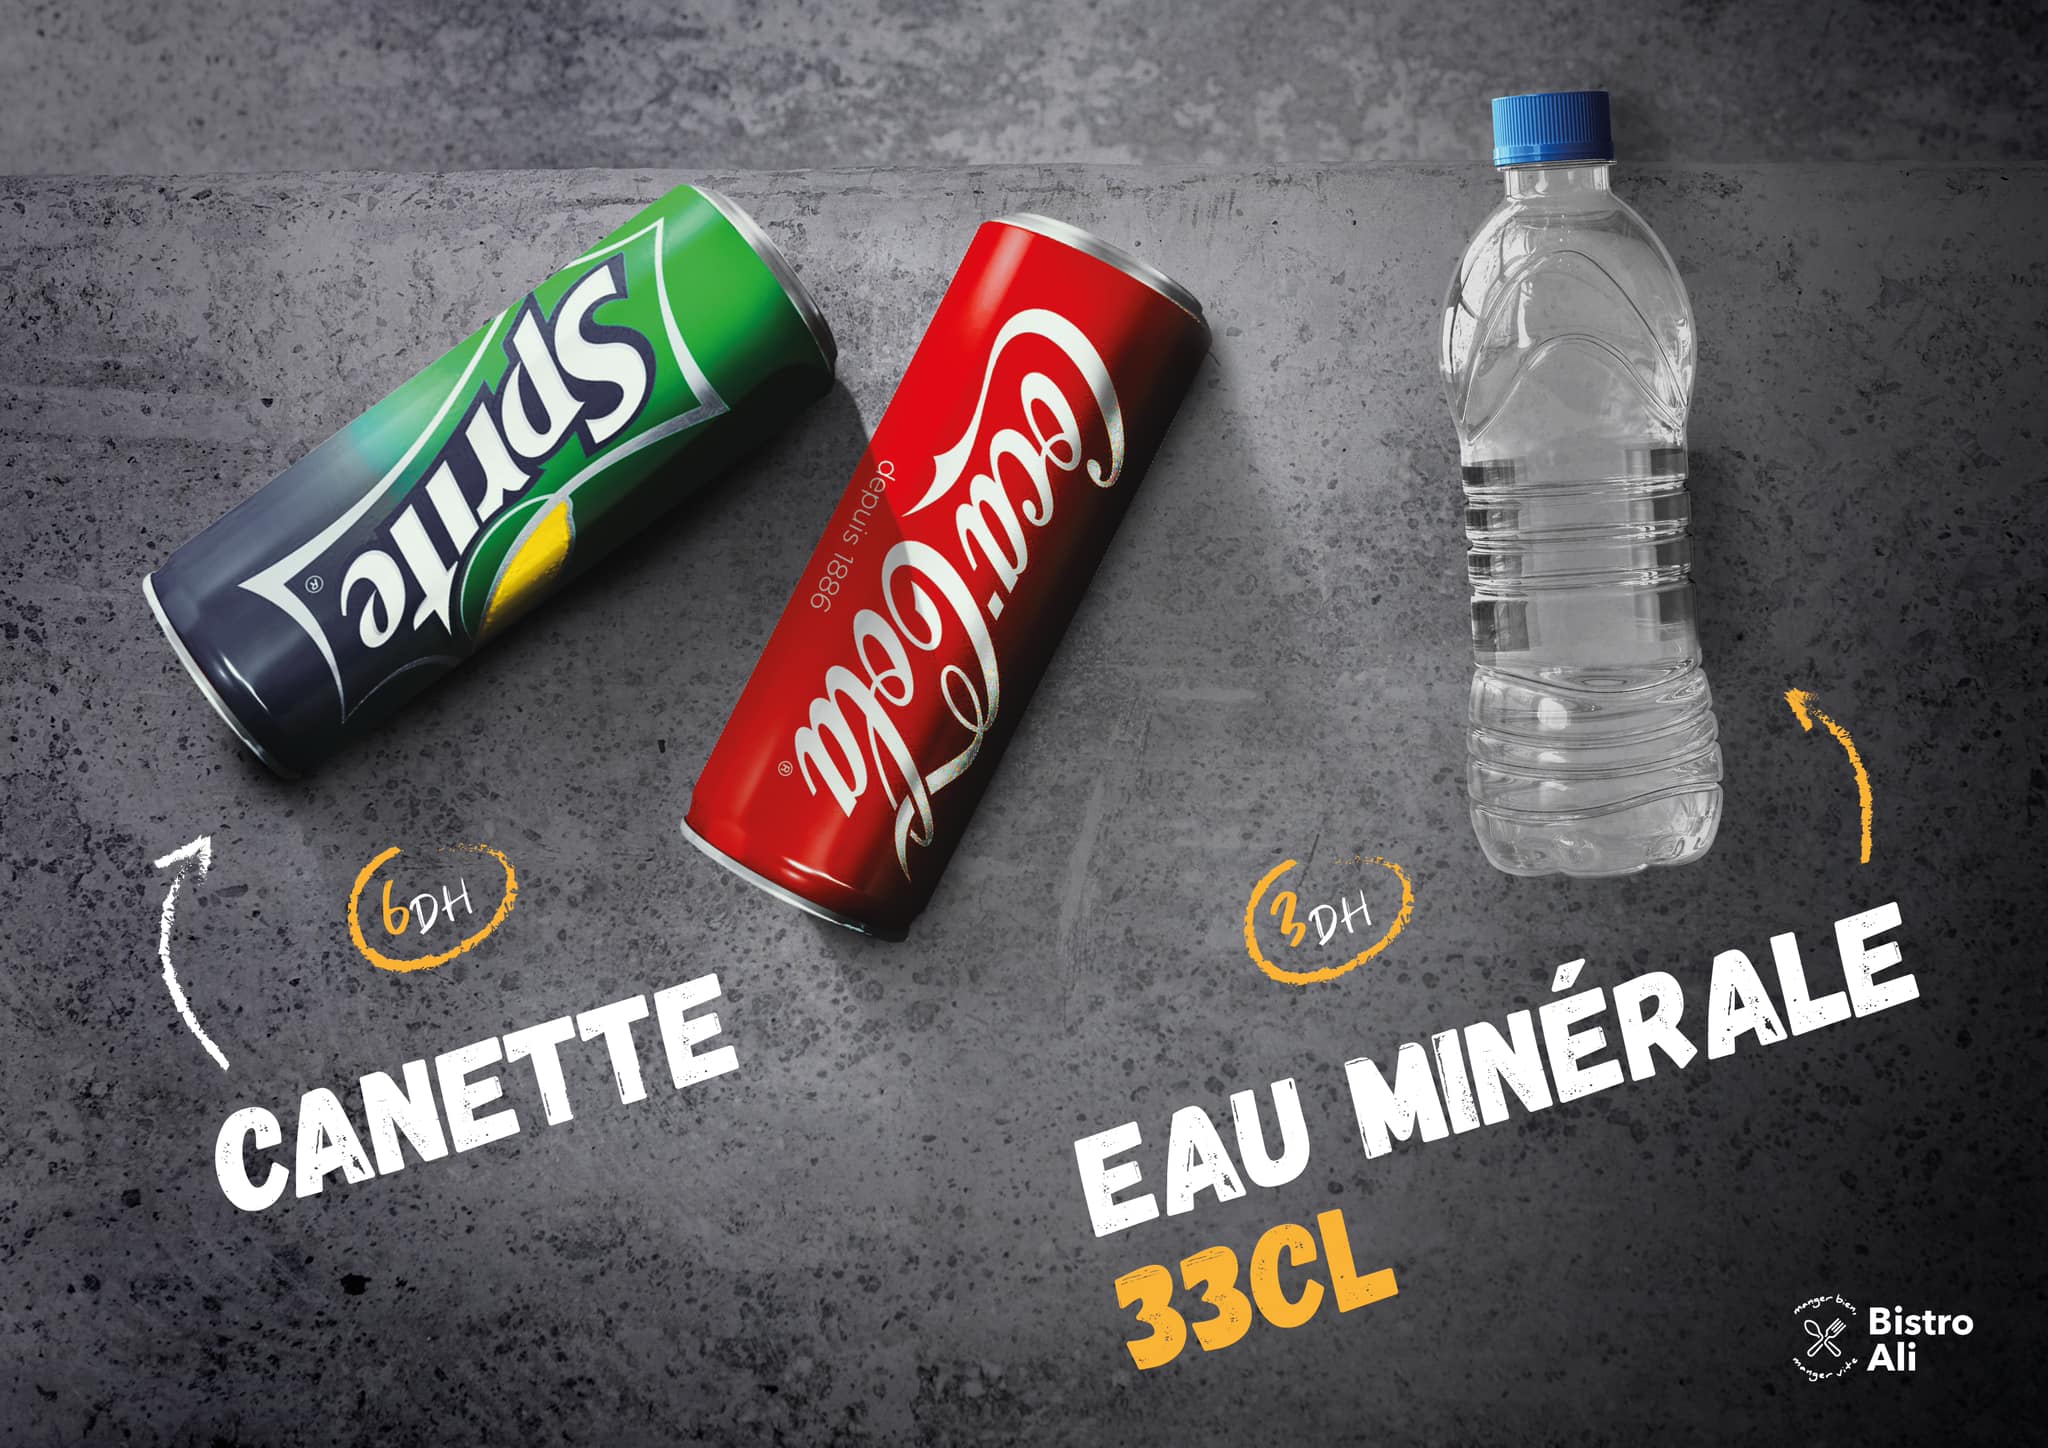 Sprite
®
Coca-Cola
®
depuis 1886
6DH
CANETTE
3DH
EAU MINÉRALE
33CL
manger bien,
manger vite
Bistro
Ali